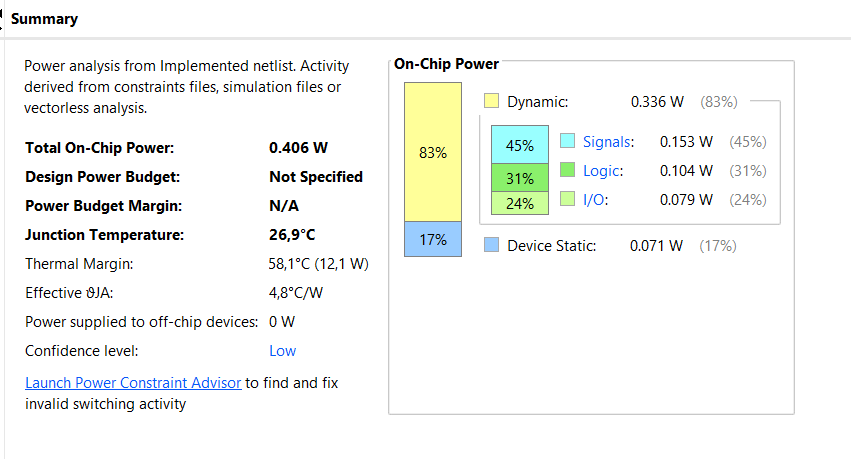 Summary
Power analysis from Implemented netlist. Activity
derived from constraints files, simulation files or
vectorless analysis.
Total On-Chip Power: 0.406 W
Design Power Budget: Not Specified
Power Budget Margin: N/A
Junction Temperature: 26,9°C
Thermal Margin: 58,1°C (12,1 W)
Effective ϑJA: 4,8°C/W
Power supplied to off-chip devices: 0 W
Confidence level: Low
Launch Power Constraint Advisor to find and fix
invalid switching activity
On-Chip Power
83%
17%
Dynamic: 0.336 W (83%)
45%
31%
24%
Signals: 0.153 W (45%)
Logic: 0.104 W (31%)
I/O: 0.079 W (24%)
Device Static: 0.071 W (17%)